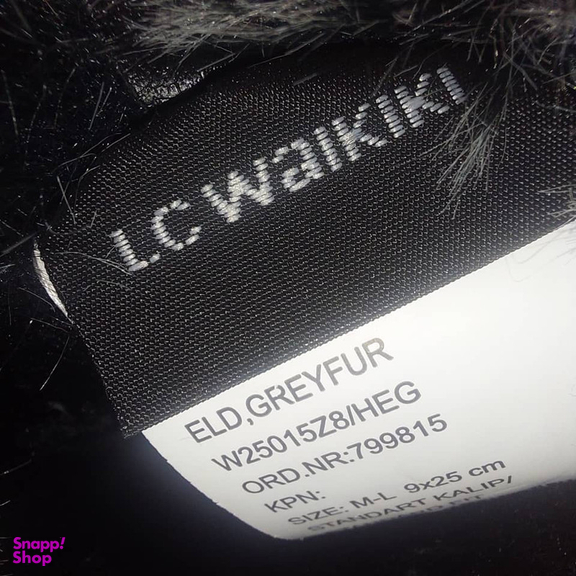 LC WAIKIKI
ELD,GREYFUR
W25015Z8/HEG
ORD.NR:799815
KPN:
SIZE: M-L 9x25 cm
STANDART KALIP/
Snapp!
Shop